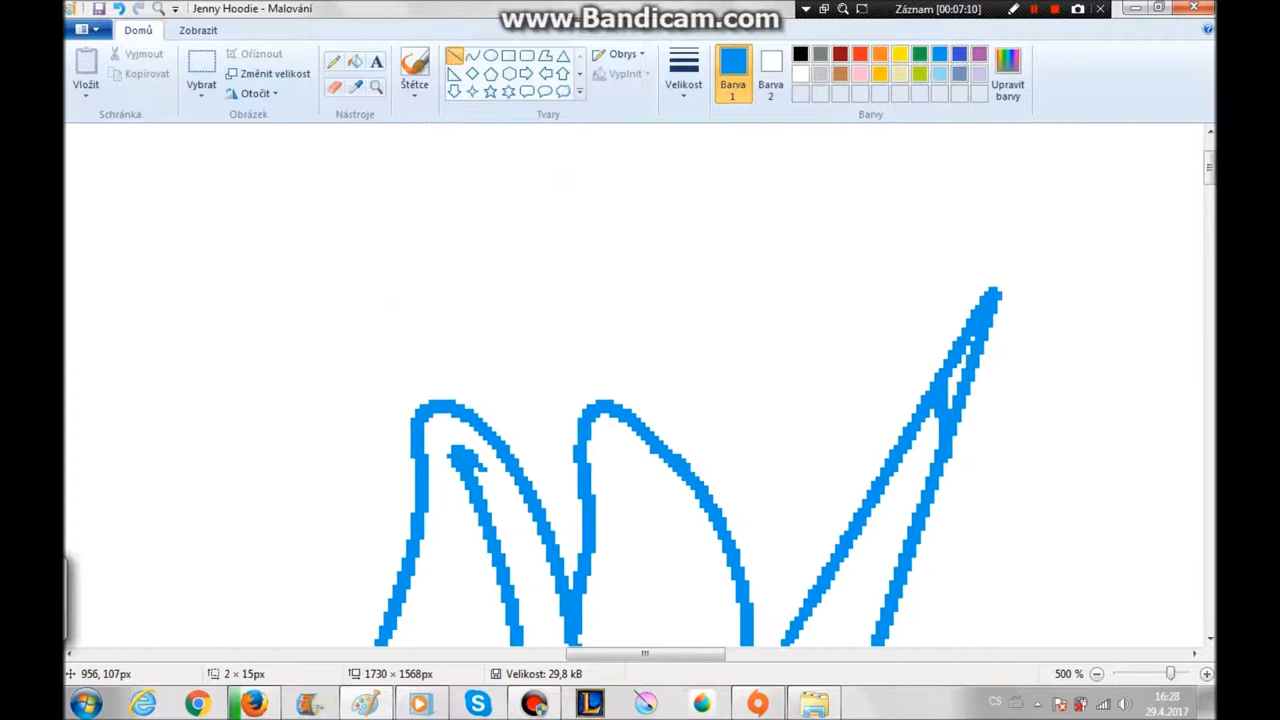 www.Bandicam.com
Jenny Hoodie - Malování
Záznam [00:07:10]
Domů
Zobrazit
Vložit
Vyjmout
Kopírovat
Schránka
Vybrat
Oříznout
Změnit velikost
Otočit
Obrázek
A
Nástroje
Štětce
Obrys
Výplnit
Tvary
Velikost
Barva 1
Barva 2
Upravit barvy
Barvy
956, 107px
2 × 15px
1730 × 1568px
Velikost: 29,8 kB
500 %
CS
16:28
29.4.2017